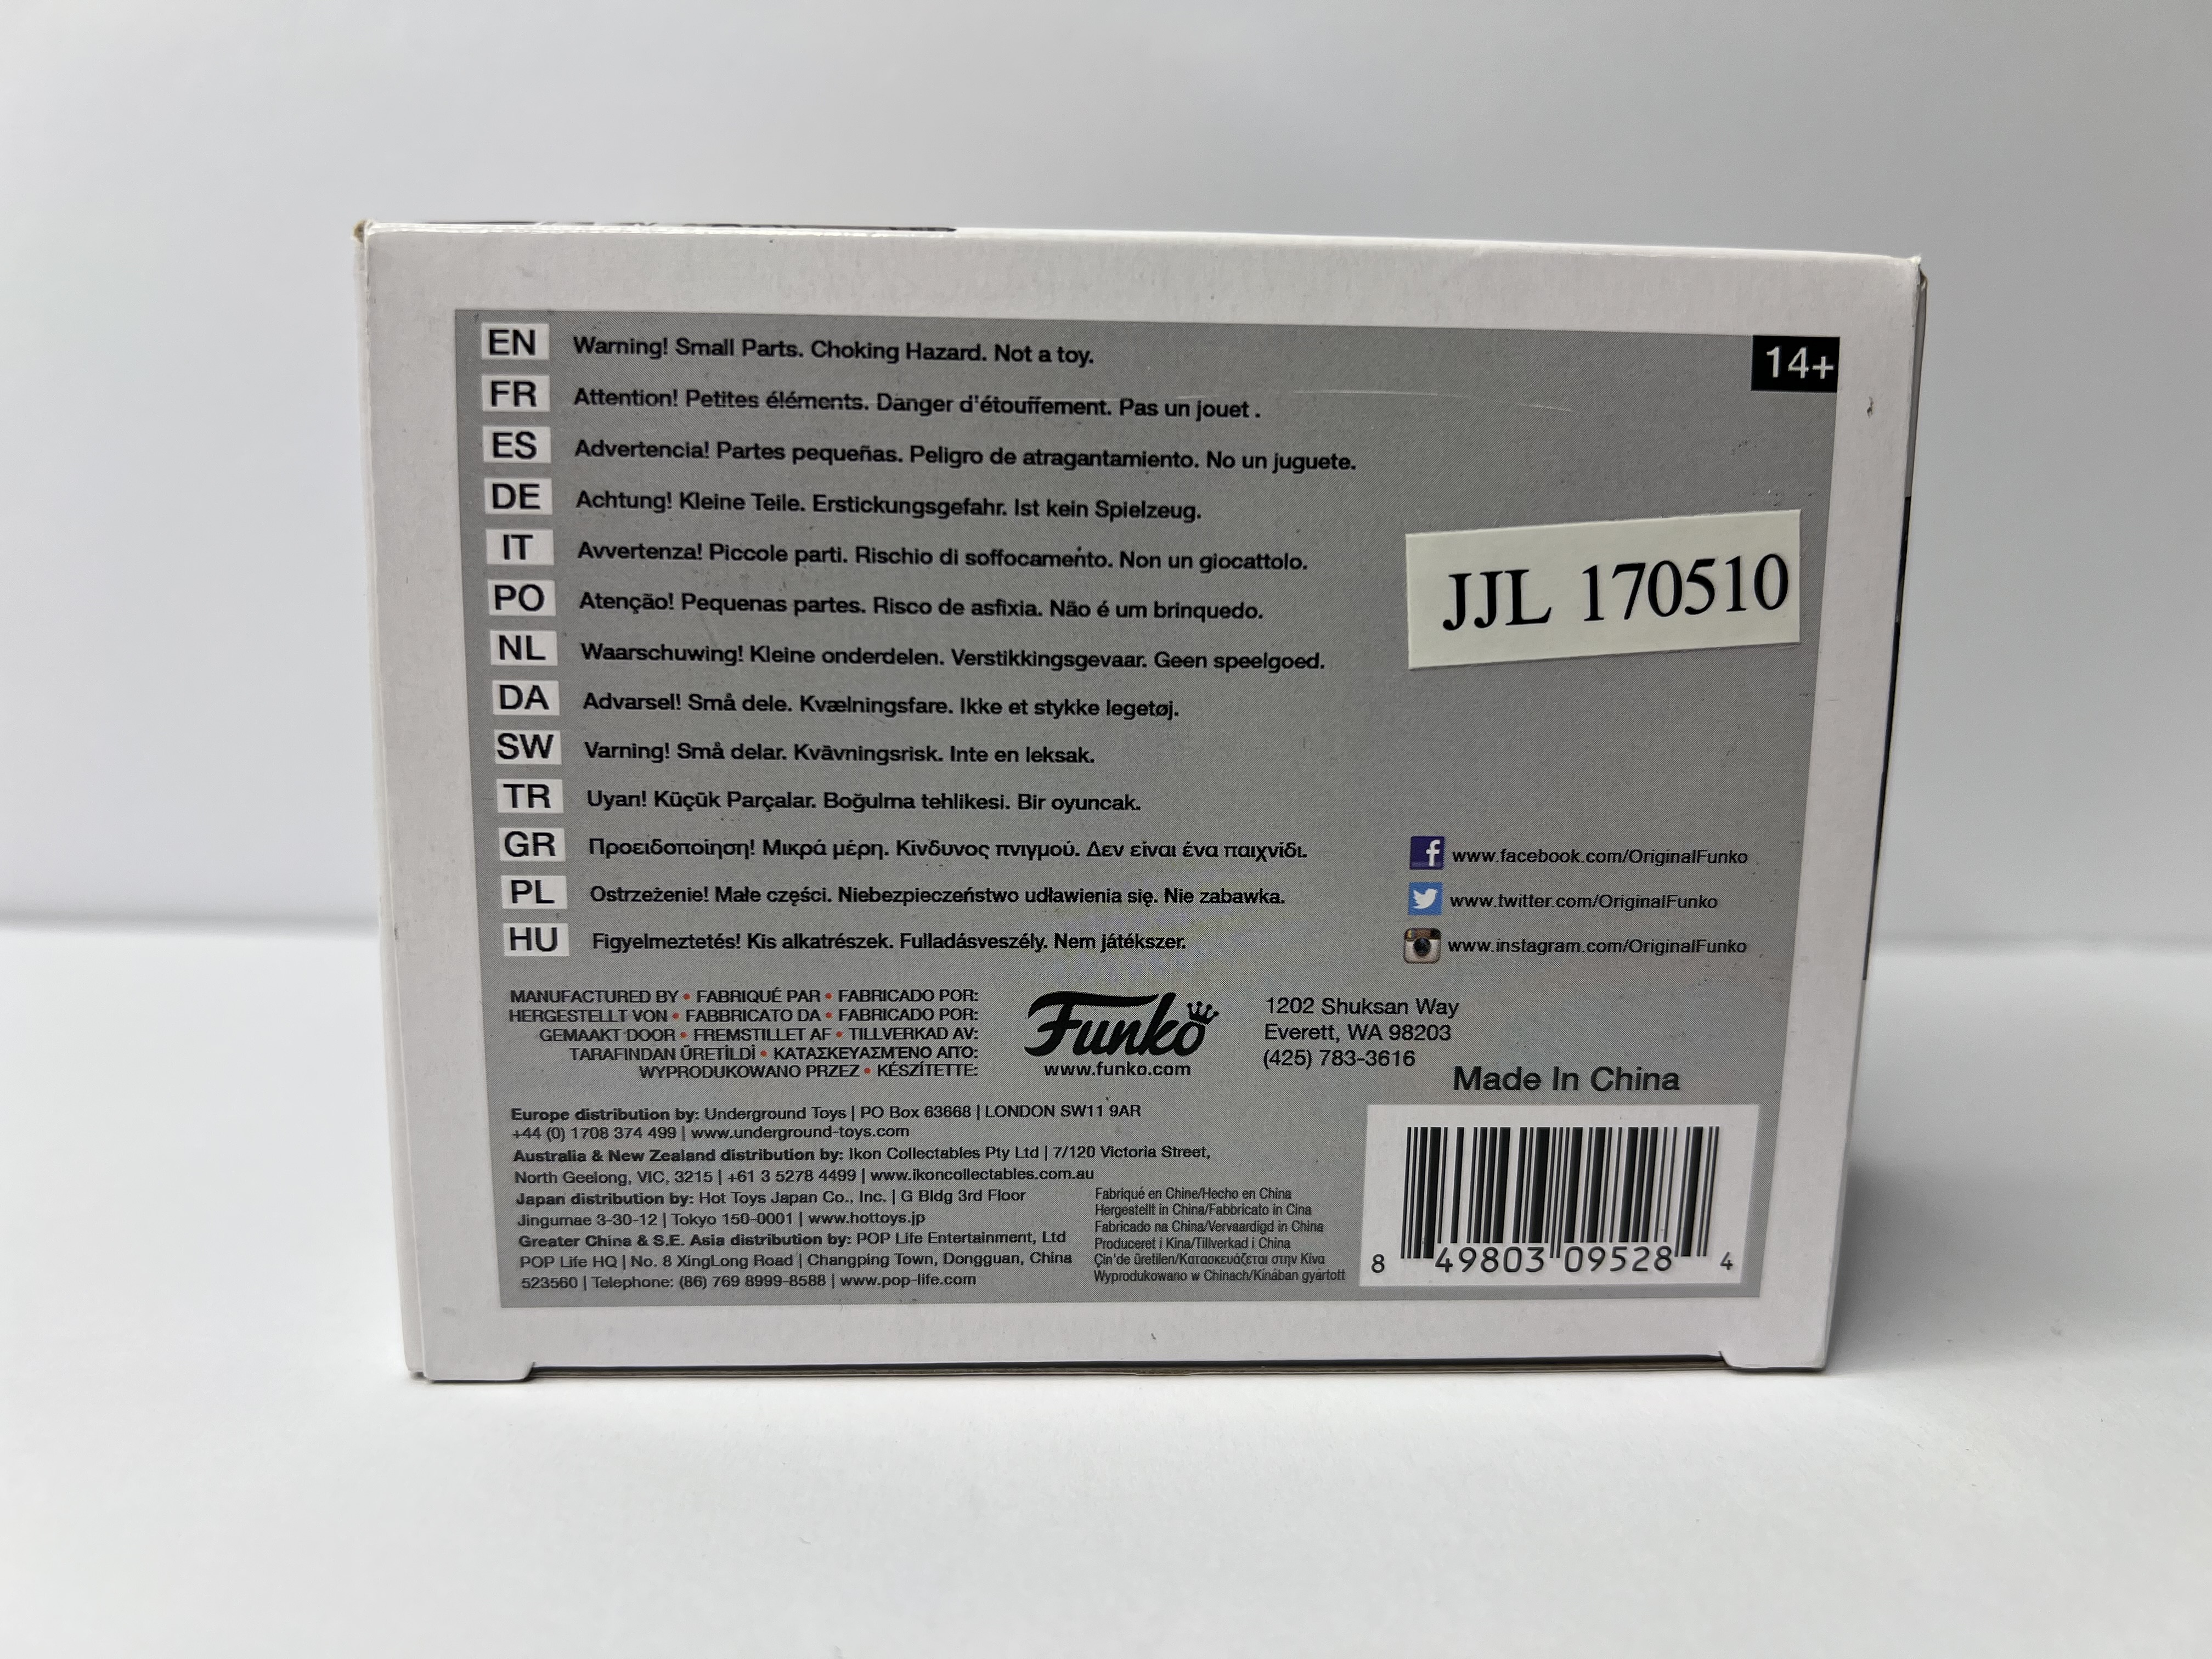 EN Warning! Small Parts. Choking Hazard. Not a toy.
14+
FR Attention! Petites éléments. Danger d'étouffement. Pas un jouet .
ES Advertencia! Partes pequeñas. Peligro de atragantamiento. No un juguete.
DE Achtung! Kleine Teile. Erstickungsgefahr. Ist kein Spielzeug.
IT Avvertenza! Piccole parti. Rischio di soffocamento. Non un giocattolo.
PO Atenção! Pequenas partes. Risco de asfixia. Não é um brinquedo.
JJL 170510
NL Waarschuwing! Kleine onderdelen. Verstikkingsgevaar. Geen speelgoed.
DA Advarsel! Små dele. Kvælningsfare. Ikke et stykke legetøj.
SW Varning! Små delar. Kvävningsrisk. Inte en leksak.
TR Uyarı! Küçük Parçalar. Boğulma tehlikesi. Bir oyuncak.
GR Προειδοποίηση! Μικρά μέρη. Κίνδυνος πνιγμού. Δεν είναι ένα παιχνίδι.
PL Ostrzeżenie! Małe części. Niebezpieczeństwo udławienia się. Nie zabawka.
HU Figyelmeztetés! Kis alkatrészek. Fulladásveszély. Nem játékszer.
www.facebook.com/OriginalFunko
www.twitter.com/OriginalFunko
www.instagram.com/OriginalFunko
MANUFACTURED BY • FABRIQUÉ PAR • FABRICADO POR:
HERGESTELLT VON • FABBRICATO DA • FABRICADO POR:
GEMAAKT DOOR • FREMSTILLET AF • TILLVERKAD AV:
TARAFINDAN ÜRETİLDİ • ΚΑΤΑΣΚΕΥΑΣΜΈΝΟ ΑΠΌ:
WYPRODUKOWANO PRZEZ • KÉSZÍTETTE:
Funko
www.funko.com
1202 Shuksan Way
Everett, WA 98203
(425) 783-3616
Made In China
Europe distribution by: Underground Toys | PO Box 63668 | LONDON SW11 9AR
+44 (0) 1708 374 499 | www.underground-toys.com
Australia & New Zealand distribution by: Ikon Collectables Pty Ltd | 7/120 Victoria Street,
North Geelong, VIC, 3215 | +61 3 5278 4499 | www.ikoncollectables.com.au
Japan distribution by: Hot Toys Japan Co., Inc. | G Bldg 3rd Floor
Jingumae 3-30-12 | Tokyo 150-0001 | www.hottoys.jp
Greater China & S.E. Asia distribution by: POP Life Entertainment, Ltd
POP Life HQ | No. 8 XingLong Road | Changping Town, Dongguan, China
523560 | Telephone: (86) 769 8999-8588 | www.pop-life.com
Fabriqué en Chine/Hecho en China
Hergestellt in China/Fabbricato in Cina
Fabricado na China/Vervaardigd in China
Produceret i Kina/Tillverkad i China
Çin'de üretilen/Κατασκευάζεται στην Κίνα
Wyprodukowano w Chinach/Kínában gyártott
8 49803 09528 4